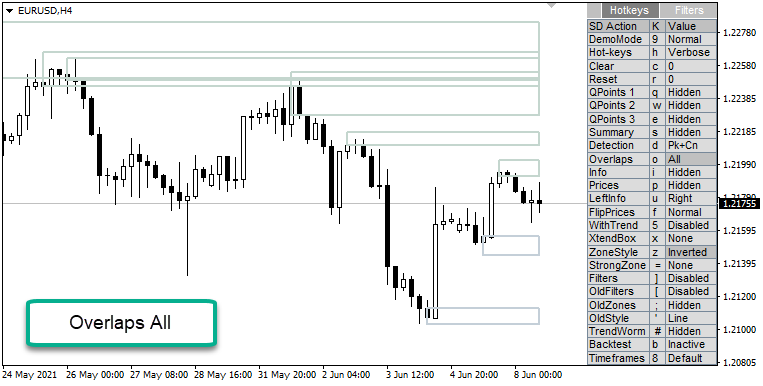 EURUSD,H4
Hotkeys Filters
SD Action K Value
DemoMode 9 Normal
Hot-keys h Verbose
Clear c 0
Reset r 0
QPoints 1 q Hidden
QPoints 2 w Hidden
QPoints 3 e Hidden
Summary s Hidden
Detection d Pk+Cn
Overlaps o All
Info i Hidden
Prices p Hidden
LeftInfo u Right
FlipPrices f Normal
WithTrend 5 Disabled
XtendBox x None
ZoneStyle z Inverted
StrongZone = None
Filters ] Disabled
OldFilters [ Disabled
OldZones ; Hidden
OldStyle ' Line
TrendWorm # Hidden
Backtest b Inactive
Timeframes 8 Default
1.22780
1.22580
1.22385
1.22185
1.21990
1.21755
1.21595
1.21395
1.21200
1.21000
1.20805
Overlaps All
24 May 2021 26 May 00:00 27 May 08:00 28 May 16:00 31 May 20:00 2 Jun 04:00 3 Jun 12:00 4 Jun 20:00 8 Jun 00:00